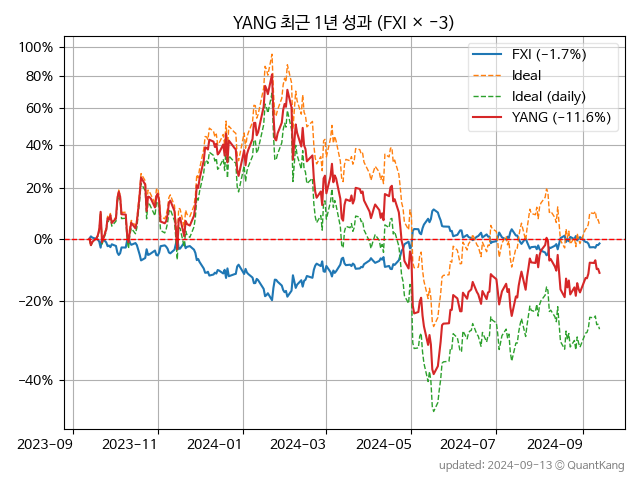 YANG 최근 1년 성과 (FXI × −3)
100%
80%
60%
40%
20%
0%
−20%
−40%
FXI (−1.7%)
Ideal
Ideal (daily)
YANG (−11.6%)
2023-09
2023-11
2024-01
2024-03
2024-05
2024-07
2024-09
updated: 2024-09-13 ⓒ QuantKang